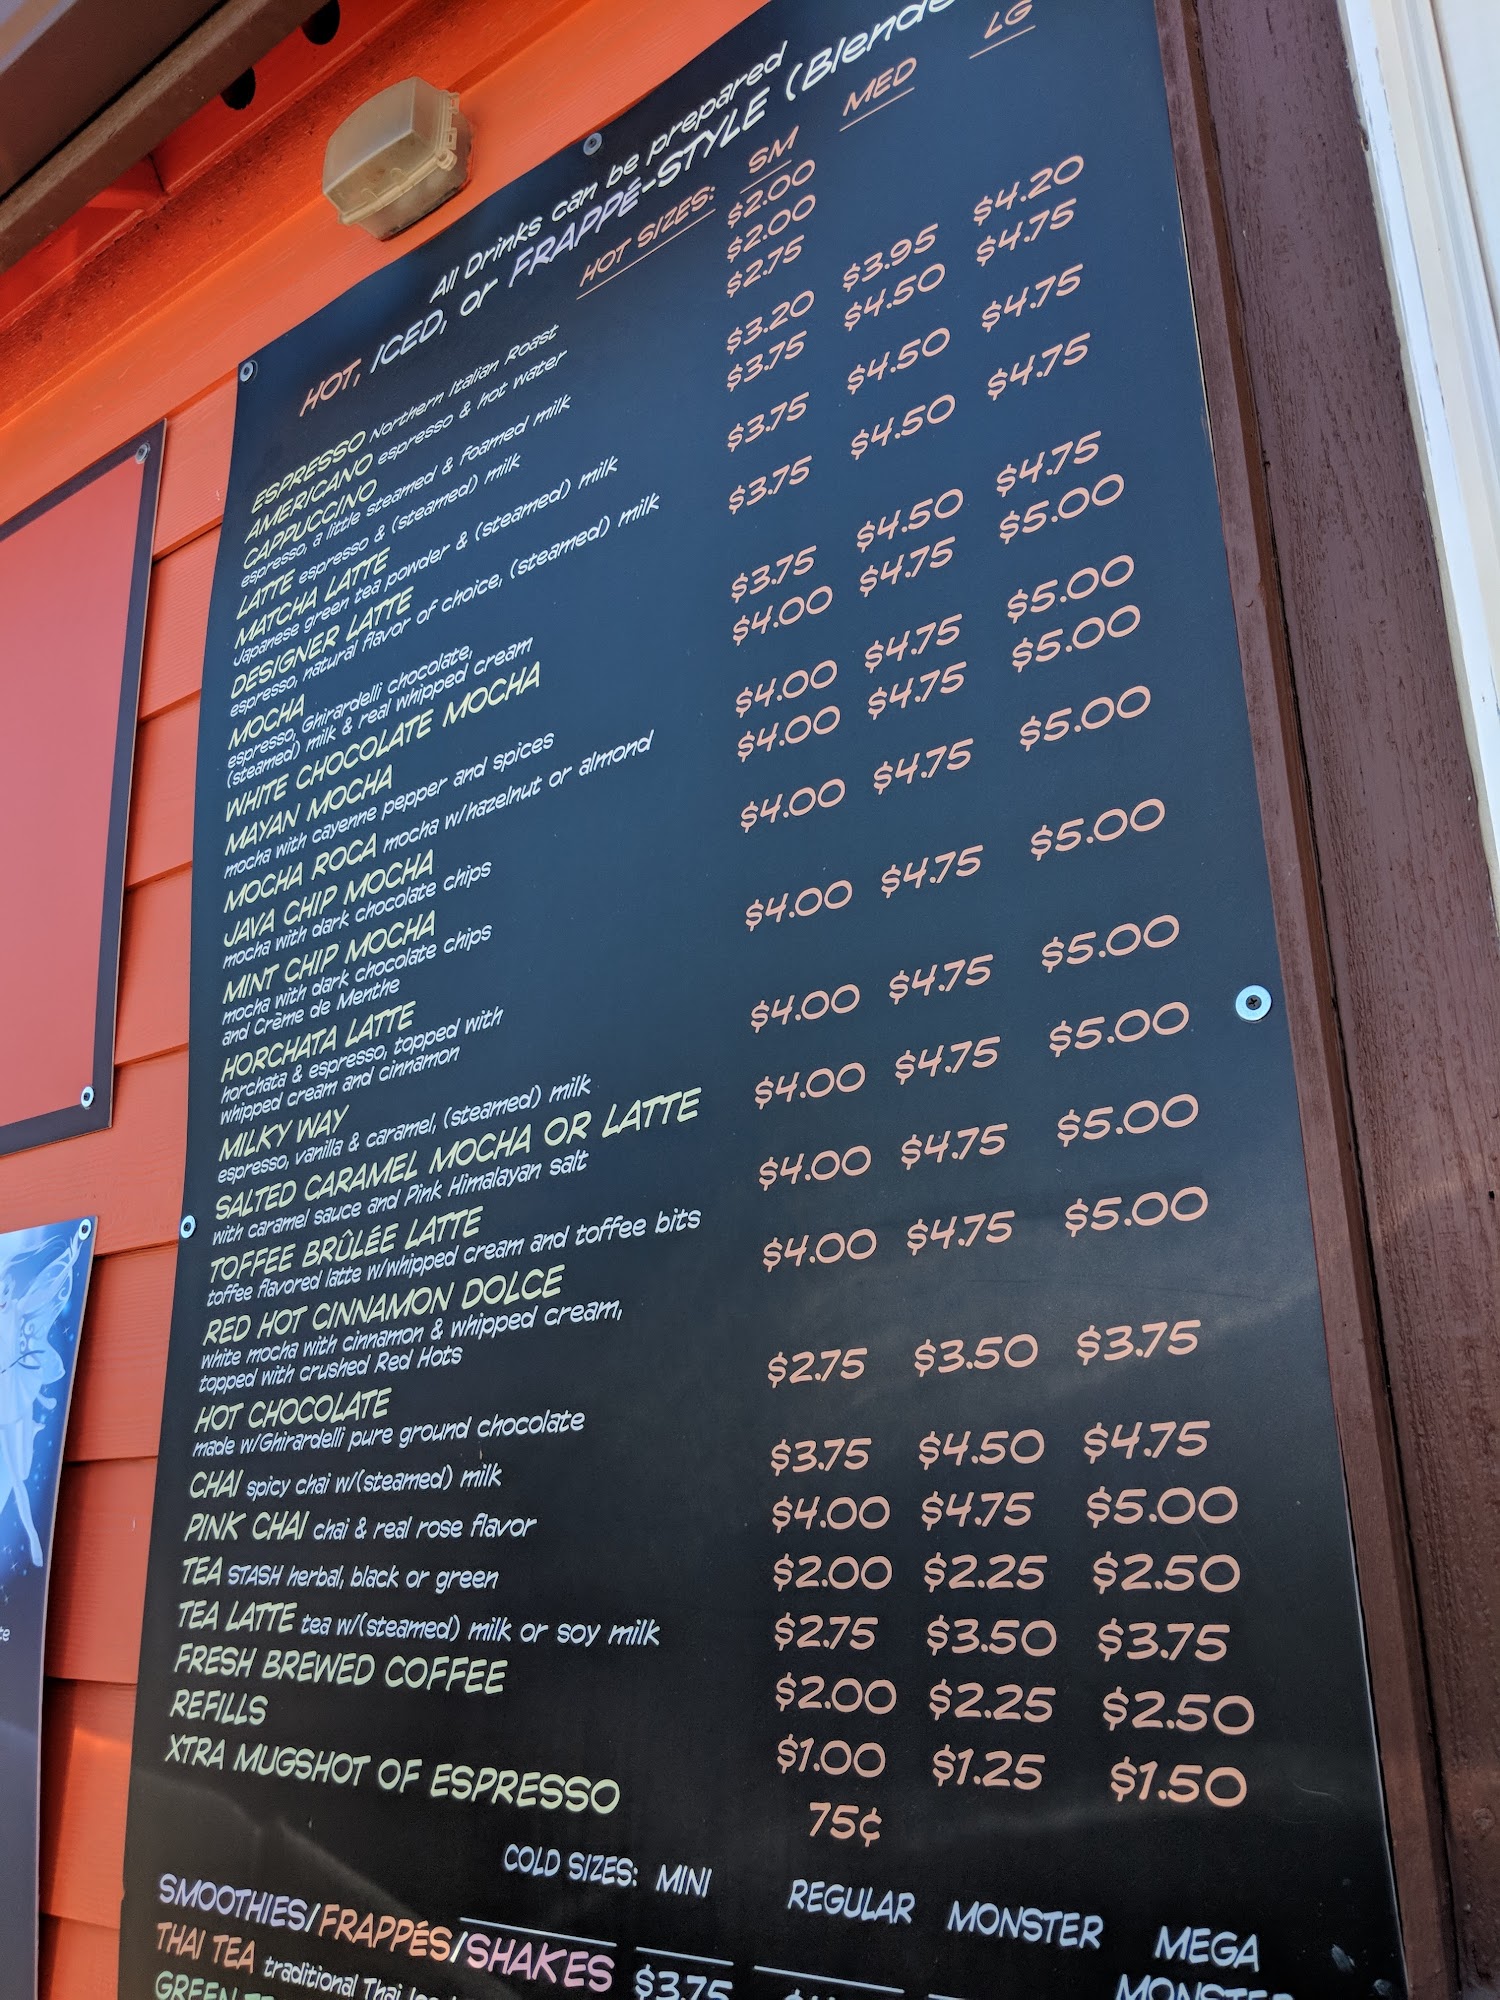 All Drinks can be prepared
HOT, ICED, or FRAPPÉ-STYLE (Blende
HOT SIZES: SM MED LG
ESPRESSO Northern Italian Roast $2.00
AMERICANO espresso & hot water $2.00
CAPPUCCINO $2.75
espresso, a little steamed & foamed milk
LATTE espresso & (steamed) milk $3.20 $3.95 $4.20
MATCHA LATTE $3.75 $4.50 $4.75
Japanese green tea powder & (steamed) milk
DESIGNER LATTE $3.75 $4.50 $4.75
espresso, natural flavor of choice, (steamed) milk
MOCHA $3.75 $4.50 $4.75
espresso, Ghirardelli chocolate,
(steamed) milk & real whipped cream
WHITE CHOCOLATE MOCHA $3.75 $4.50 $4.75
MAYAN MOCHA $4.00 $4.75 $5.00
mocha with cayenne pepper and spices
MOCHA ROCA mocha w/hazelnut or almond $4.00 $4.75 $5.00
JAVA CHIP MOCHA $4.00 $4.75 $5.00
mocha with dark chocolate chips
MINT CHIP MOCHA $4.00 $4.75 $5.00
mocha with dark chocolate chips
and Crème de Menthe
HORCHATA LATTE $4.00 $4.75 $5.00
horchata & espresso, topped with
whipped cream and cinnamon
MILKY WAY $4.00 $4.75 $5.00
espresso, vanilla & caramel, (steamed) milk
SALTED CARAMEL MOCHA OR LATTE $4.00 $4.75 $5.00
with caramel sauce and Pink Himalayan salt
TOFFEE BRÛLÉE LATTE $4.00 $4.75 $5.00
toffee flavored latte w/whipped cream and toffee bits
RED HOT CINNAMON DOLCE $4.00 $4.75 $5.00
white mocha with cinnamon & whipped cream,
topped with crushed Red Hots
HOT CHOCOLATE $2.75 $3.50 $3.75
made w/Ghirardelli pure ground chocolate
CHAI spicy chai w/(steamed) milk $3.75 $4.50 $4.75
PINK CHAI chai & real rose flavor $4.00 $4.75 $5.00
TEA STASH herbal, black or green $2.00 $2.25 $2.50
TEA LATTE tea w/(steamed) milk or soy milk $2.75 $3.50 $3.75
FRESH BREWED COFFEE $2.00 $2.25 $2.50
REFILLS $1.00 $1.25 $1.50
XTRA MUGSHOT OF ESPRESSO 75¢
COLD SIZES: MINI REGULAR MONSTER MEGA MONSTER
SMOOTHIES/FRAPPÉS/SHAKES
THAI TEA traditional Thai $3.75
GREEN